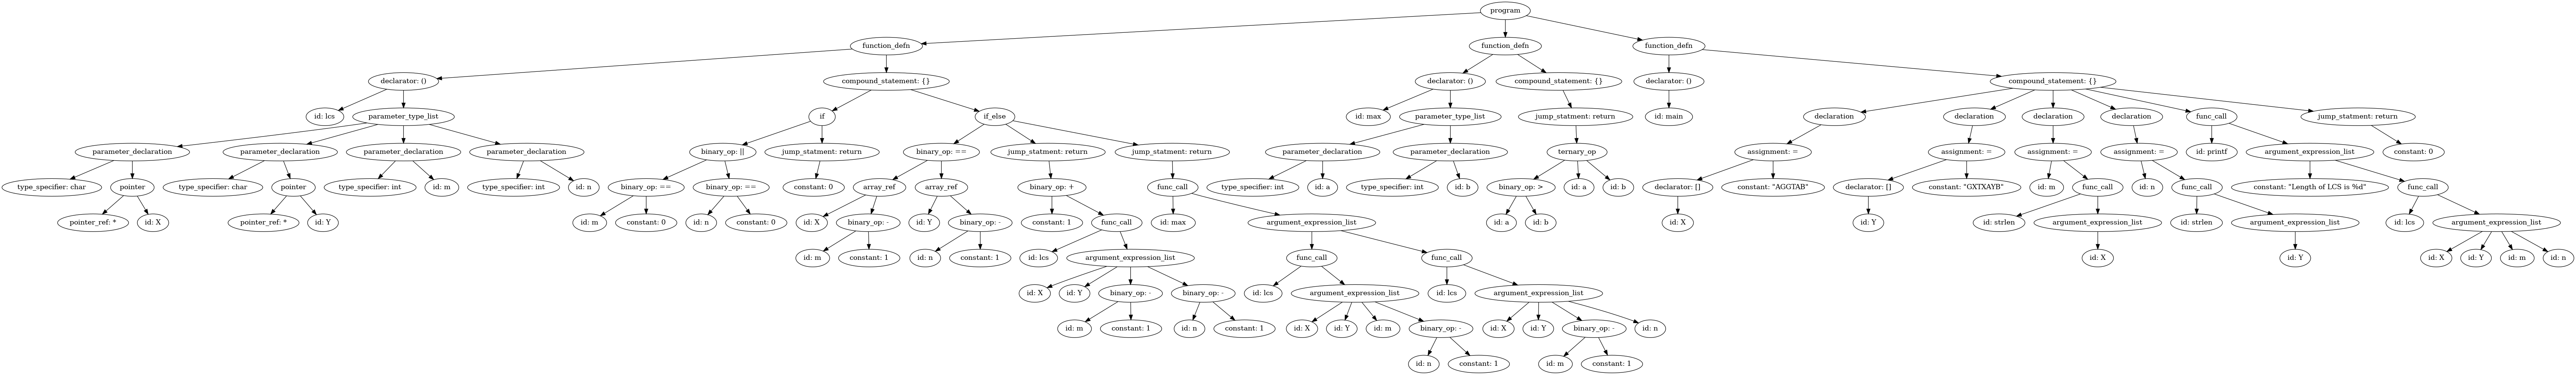 program
function_defn function_defn function_defn
declarator: () compound_statement: {} declarator: () compound_statement: {} declarator: () compound_statement: {}
id: lcs parameter_type_list if if_else id: max parameter_type_list jump_statment: return id: main declaration declaration declaration declaration func_call jump_statment: return
parameter_declaration parameter_declaration parameter_declaration parameter_declaration binary_op: || jump_statment: return binary_op: == jump_statment: return jump_statment: return parameter_declaration parameter_declaration ternary_op assignment: = assignment: = assignment: = assignment: = id: printf argument_expression_list constant: 0
type_specifier: char pointer type_specifier: char pointer type_specifier: int id: m type_specifier: int id: n binary_op: == binary_op: == constant: 0 array_ref array_ref binary_op: + func_call type_specifier: int id: a type_specifier: int id: b binary_op: > id: a id: b declarator: [] constant: "AGGTAB" declarator: [] constant: "GXTXAYB" id: m func_call id: n func_call constant: "Length of LCS is %d" func_call
pointer_ref: * id: X pointer_ref: * id: Y id: m constant: 0 id: n constant: 0 id: X binary_op: - id: Y binary_op: - constant: 1 func_call id: max argument_expression_list id: a id: b id: X id: Y id: strlen argument_expression_list id: strlen argument_expression_list id: lcs argument_expression_list
id: m constant: 1 id: n constant: 1 id: lcs argument_expression_list func_call func_call id: X id: Y id: X id: Y id: m id: n
id: X id: Y binary_op: - binary_op: - id: lcs argument_expression_list id: lcs argument_expression_list
id: m constant: 1 id: n constant: 1 id: X id: Y id: m binary_op: - id: X id: Y binary_op: - id: n
id: n constant: 1 id: m constant: 1